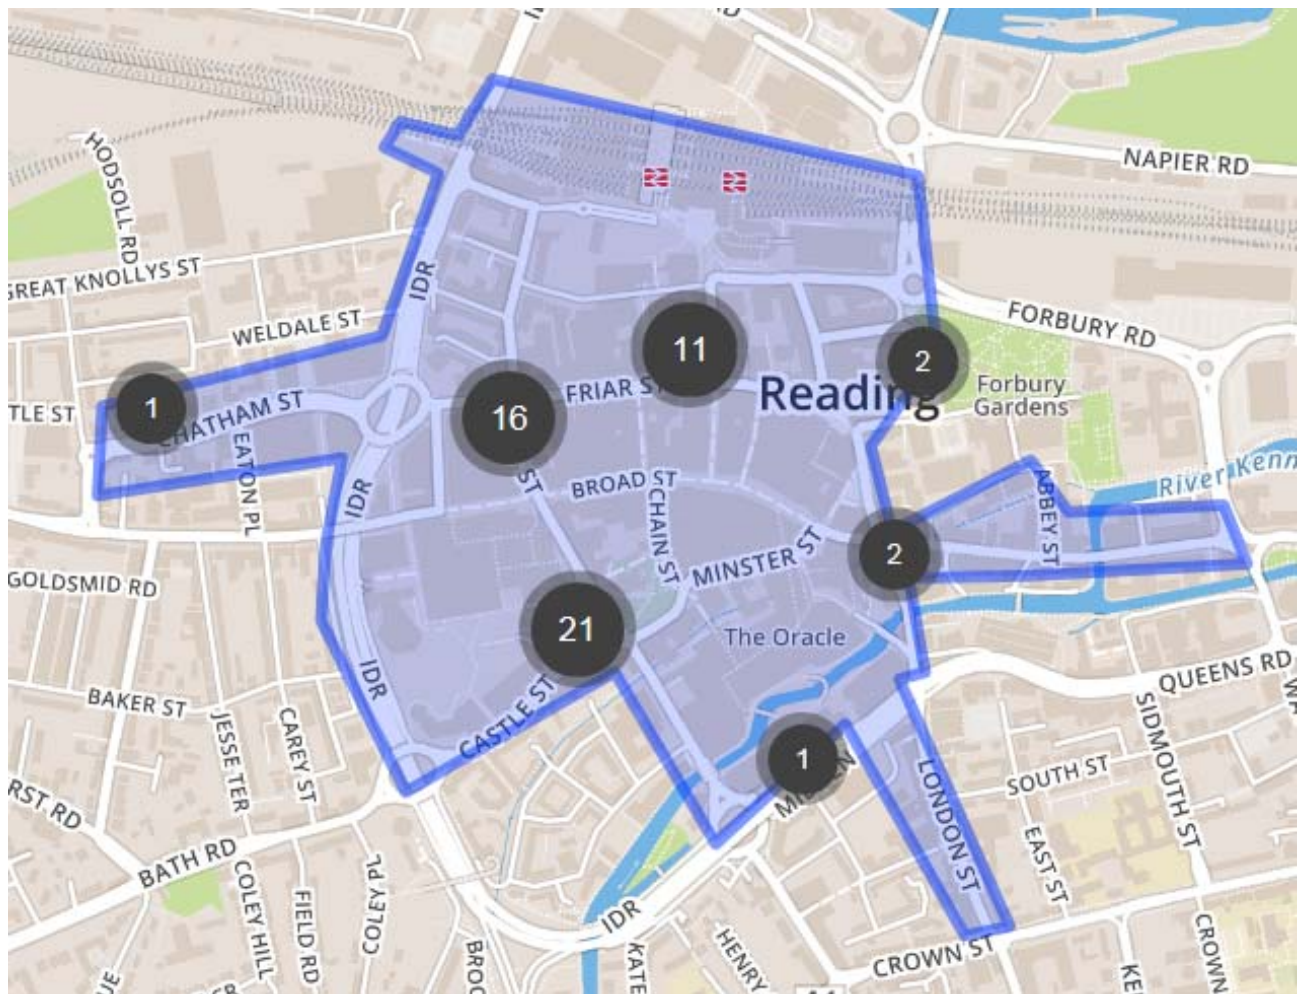 NAPIER RD
HODSOLL RD
GREAT KNOLLYS ST
IDR
WELDALE ST
FORBURY RD
11
2
FRIAR ST
Reading
Forbury
Gardens
1
TLE ST
CHATHAM ST
16
EATON PL
ST
BROAD ST
CHAIN ST
ABBEY ST
River Kenn
IDR
MINSTER ST
2
GOLDSMID RD
21
The Oracle
IDR
BAKER ST
JESSE TER
CAREY ST
CASTLE ST
QUEENS RD
WA
SIDMOUTH ST
1
SOUTH ST
LONDON ST
EAST ST
RST RD
BATH RD
COLEY HILL
FIELD RD
COLEY PL
IDR
BROO
KATE
HENRY
CROWN ST
KE
CROWN